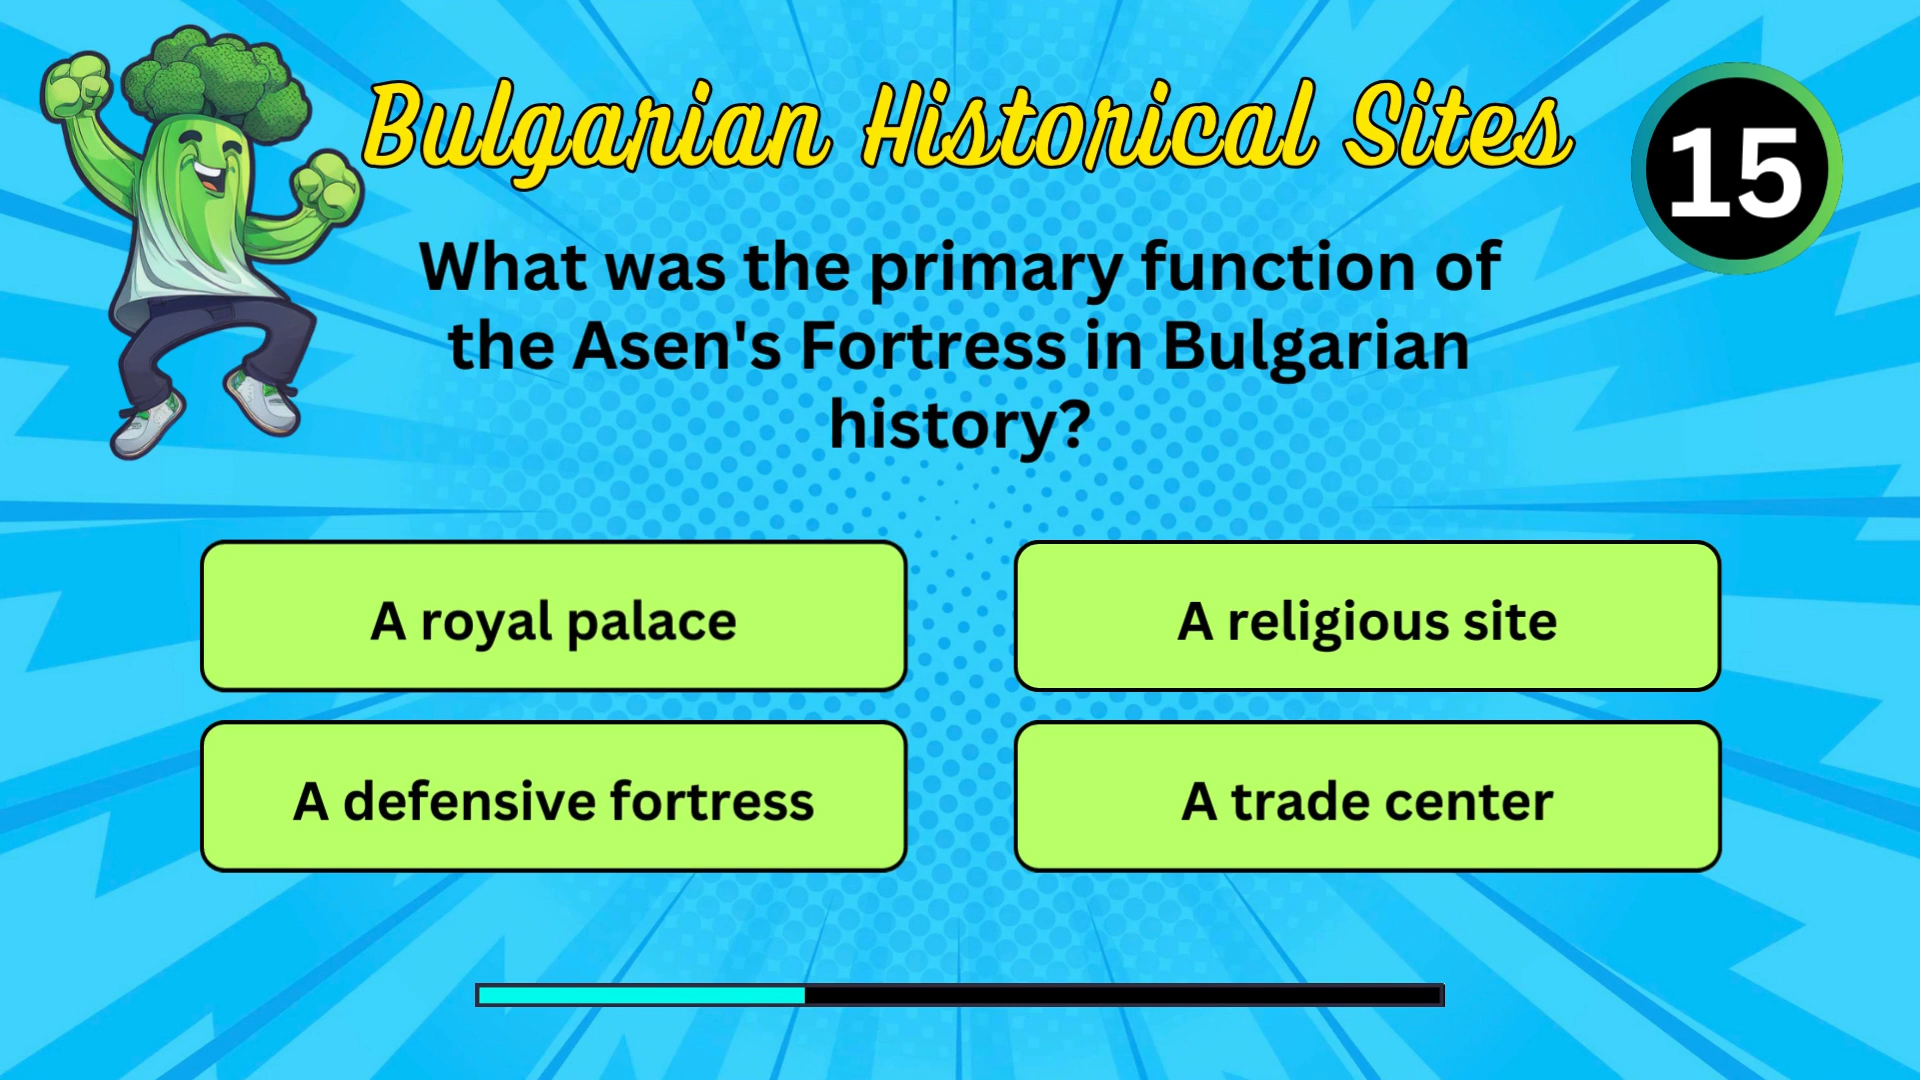 Bulgarian Historical Sites
15
What was the primary function of
the Asen's Fortress in Bulgarian
history?
A royal palace
A religious site
A defensive fortress
A trade center